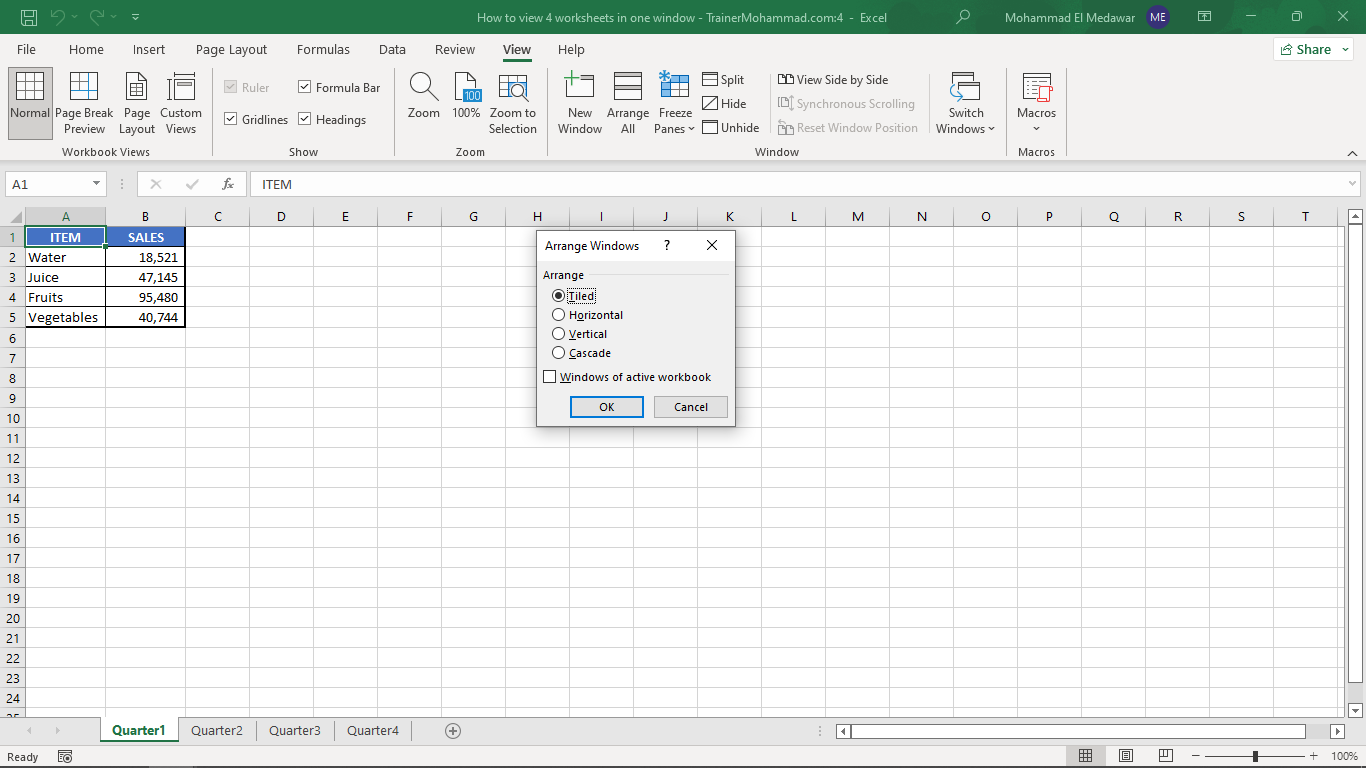 How to view 4 worksheets in one window - TrainerMohammad.com:4 - Excel
Mohammad El Medawar ME
File Home Insert Page Layout Formulas Data Review View Help Share
Normal
Page Break Preview
Page Layout
Custom Views
Workbook Views
Ruler
Formula Bar
Gridlines
Headings
Show
Zoom
100
100%
Zoom to Selection
Zoom
New Window
Arrange All
Freeze Panes
Split
Hide
Unhide
View Side by Side
Synchronous Scrolling
Reset Window Position
Switch Windows
Window
Macros
Macros
A1 fx ITEM
A B C D E F G H I J K L M N O P Q R S T
1 ITEM SALES
2 Water 18,521
3 Juice 47,145
4 Fruits 95,480
5 Vegetables 40,744
6
7
8
9
10
11
12
13
14
15
16
17
18
19
20
21
22
23
24
25
Arrange Windows ?
Arrange
Tiled
Horizontal
Vertical
Cascade
Windows of active workbook
OK Cancel
Quarter1 Quarter2 Quarter3 Quarter4
Ready 100%